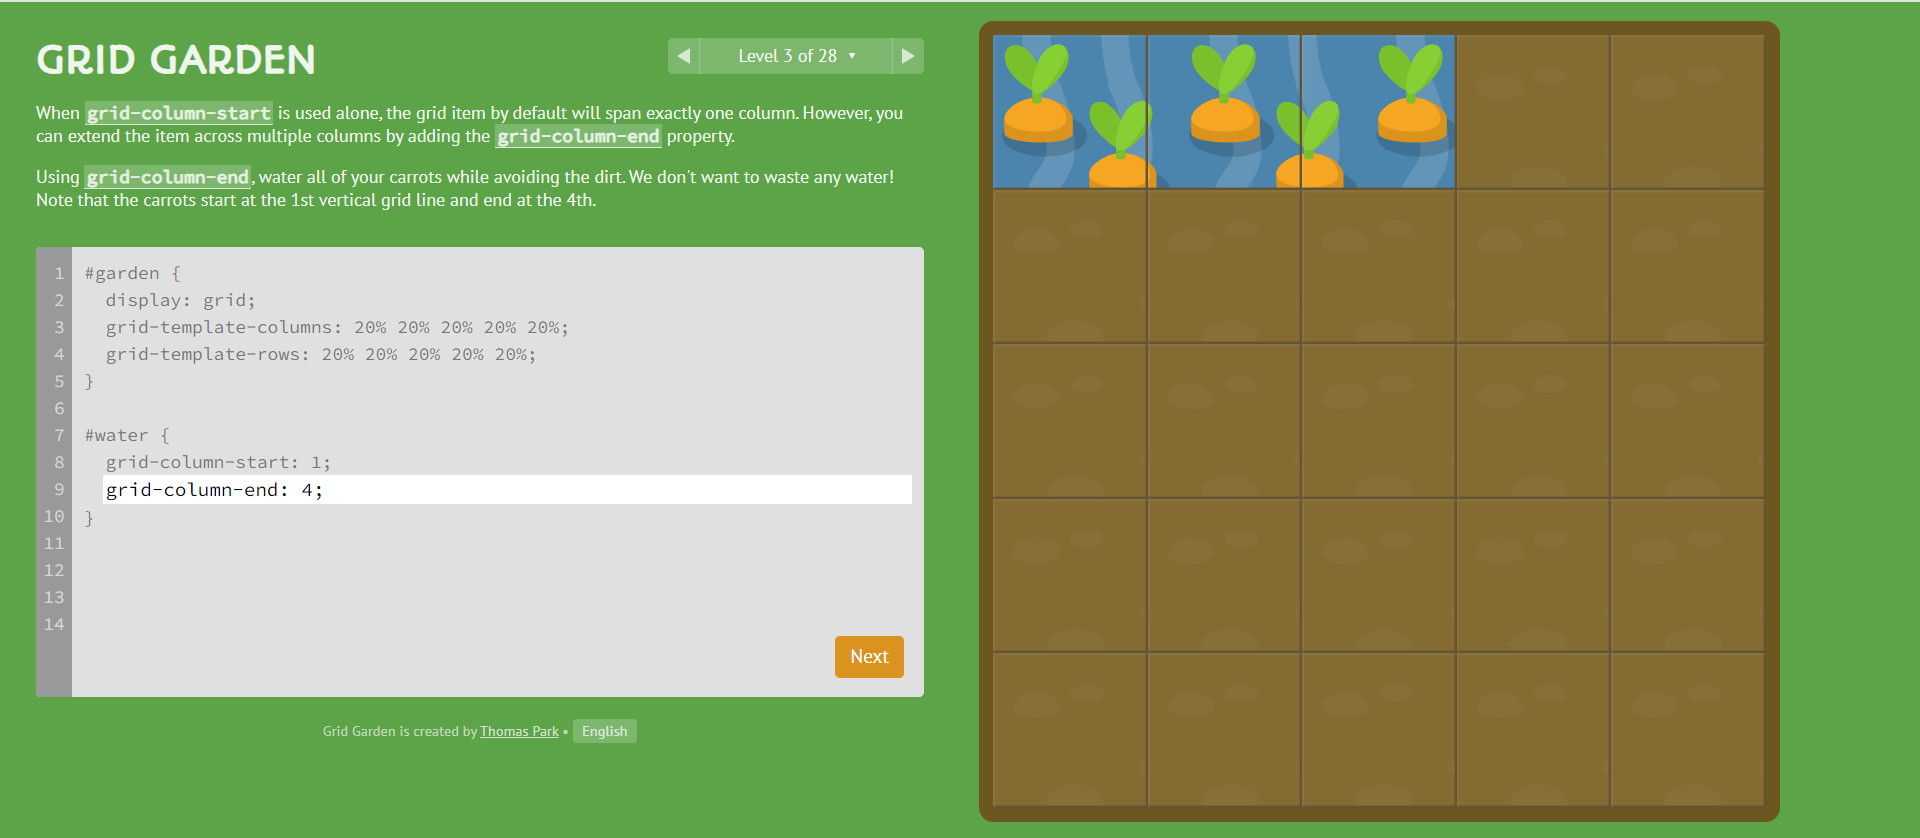 GRID GARDEN
◀ Level 3 of 28 ▾ ▶
When grid-column-start is used alone, the grid item by default will span exactly one column. However, you
can extend the item across multiple columns by adding the grid-column-end property.
Using grid-column-end, water all of your carrots while avoiding the dirt. We don't want to waste any water!
Note that the carrots start at the 1st vertical grid line and end at the 4th.
1 #garden {
2 display: grid;
3 grid-template-columns: 20% 20% 20% 20% 20%;
4 grid-template-rows: 20% 20% 20% 20% 20%;
5 }
6
7 #water {
8 grid-column-start: 1;
9 grid-column-end: 4;
10 }
11
12
13
14
Next
Grid Garden is created by Thomas Park • English